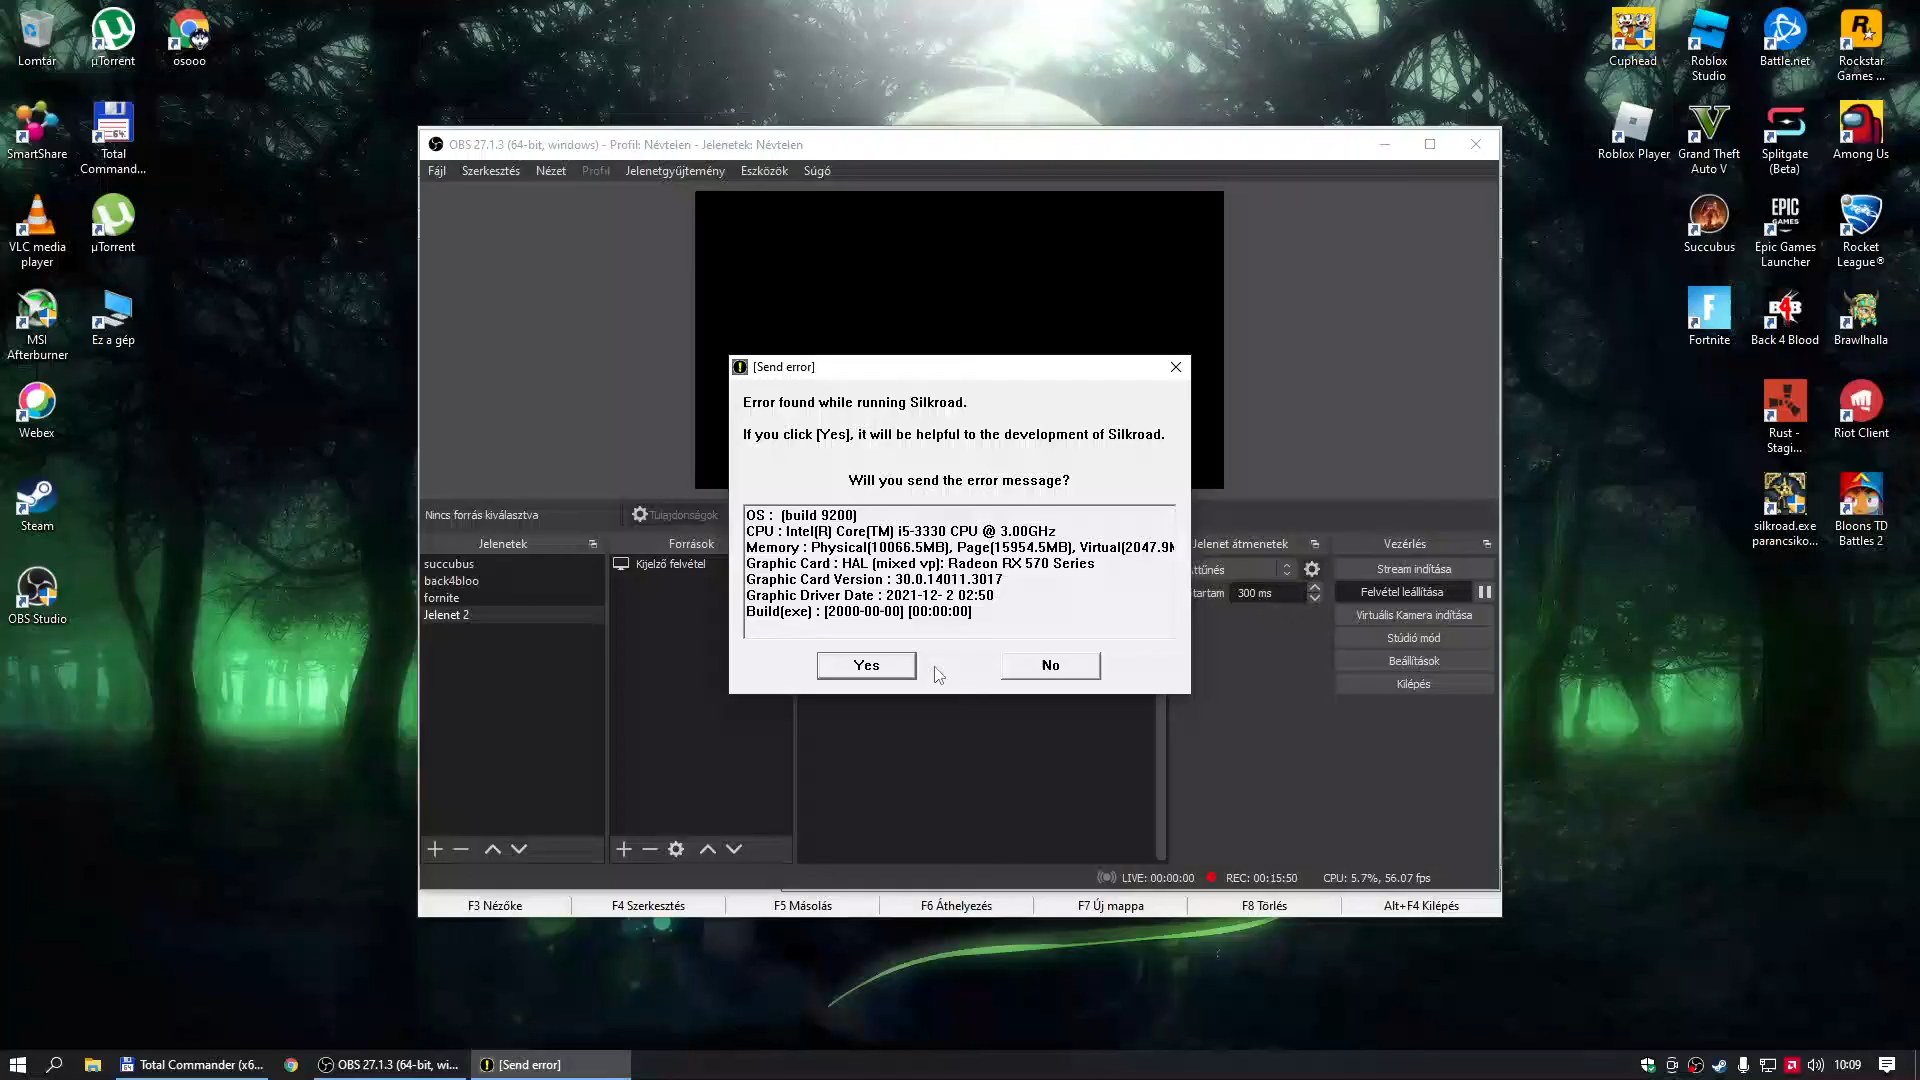 Lomtár
µTorrent
osooo
SmartShare
Total
Command...
VLC media
player
µTorrent
MSI
Afterburner
Ez a gép
Webex
Steam
OBS Studio
Cuphead
Roblox
Studio
Battle.net
Rockstar
Games ...
Roblox Player
Grand Theft
Auto V
Splitgate
(Beta)
Among Us
Succubus
Epic Games
Launcher
Rocket
League®
Fortnite
Back 4 Blood
Brawlhalla
Rust -
Stagi...
Riot Client
silkroad.exe
parancsiko...
Bloons TD
Battles 2
OBS 27.1.3 (64-bit, windows) - Profil: Névtelen - Jelenetek: Névtelen
Fájl Szerkesztés Nézet Profil Jelenetgyűjtemény Eszközök Súgó
[Send error]
Error found while running Silkroad.
If you click [Yes], it will be helpful to the development of Silkroad.
Will you send the error message?
OS : (build 9200)
CPU : Intel(R) Core(TM) i5-3330 CPU @ 3.00GHz
Memory : Physical(10066.5MB), Page(15954.5MB), Virtual(2047.9
Graphic Card : HAL (mixed vp): Radeon RX 570 Series
Graphic Card Version : 30.0.14011.3017
Graphic Driver Date : 2021-12- 2 02:50
Build(exe) : [2000-00-00] [00:00:00]
Yes No
Nincs forrás kiválasztva
Tulajdonságok
Jelenetek
succubus
back4bloo
fornite
Jelenet 2
Források
Kijelző felvétel
Jelenet átmenetek
ttűnés
rtartam 300 ms
Vezérlés
Stream indítása
Felvétel leállítása
Virtuális Kamera indítása
Stúdió mód
Beállítások
Kilépés
LIVE: 00:00:00 REC: 00:15:50 CPU: 5.7%, 56.07 fps
F3 Nézőke F4 Szerkesztés F5 Másolás F6 Áthelyezés F7 Új mappa F8 Törlés Alt+F4 Kilépés
Total Commander (x6... OBS 27.1.3 (64-bit, wi... [Send error] 10:09